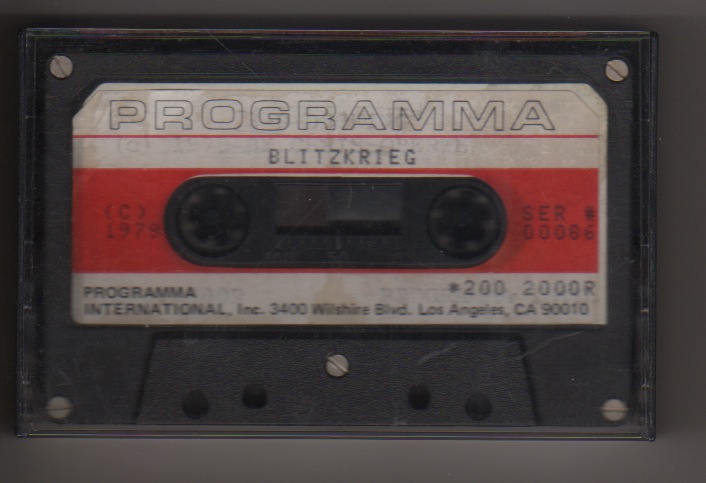 PROGRAMMA
BLITZKRIEG
(C)
1979
SER #
00086
*200.2000R
PROGRAMMA
INTERNATIONAL, Inc. 3400 Wilshire Blvd. Los Angeles, CA 90010